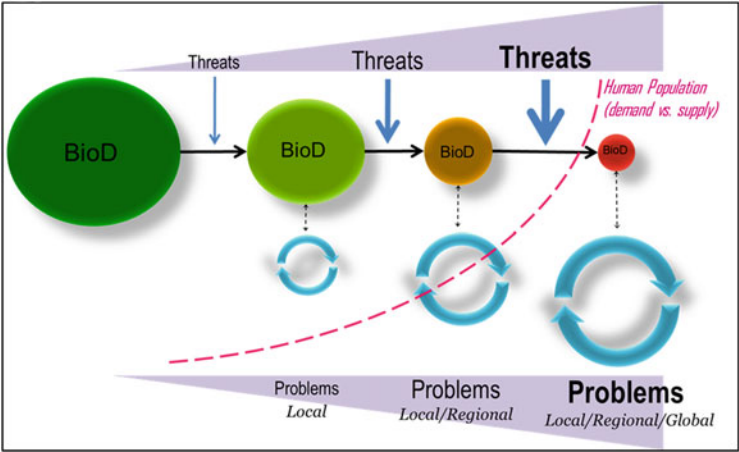 Threats
Threats
Threats
Human Population
(demand vs. supply)
BioD
BioD
BioD
BioD
Problems
Local
Problems
Local/Regional
Problems
Local/Regional/Global